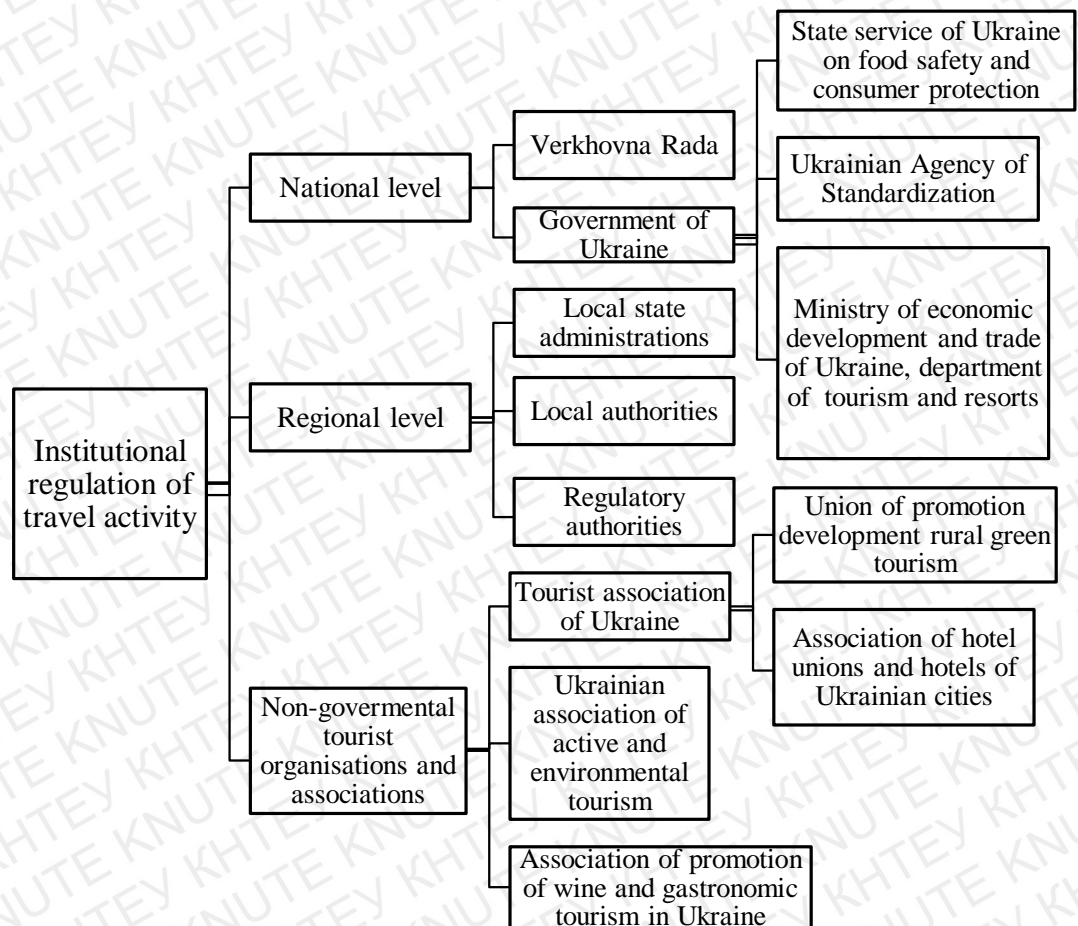 Institutional
regulation of
travel activity
National level
Verkhovna Rada
Government of
Ukraine
State service of Ukraine
on food safety and
consumer protection
Ukrainian Agency of
Standardization
Ministry of economic
development and trade
of Ukraine, department
of tourism and resorts
Regional level
Local state
administrations
Local authorities
Regulatory
authorities
Non-govermental
tourist
organisations and
associations
Tourist association
of Ukraine
Union of promotion
development rural green
tourism
Association of hotel
unions and hotels of
Ukrainian cities
Ukrainian
association of
active and
environmental
tourism
Association of promotion
of wine and gastronomic
tourism in Ukraine